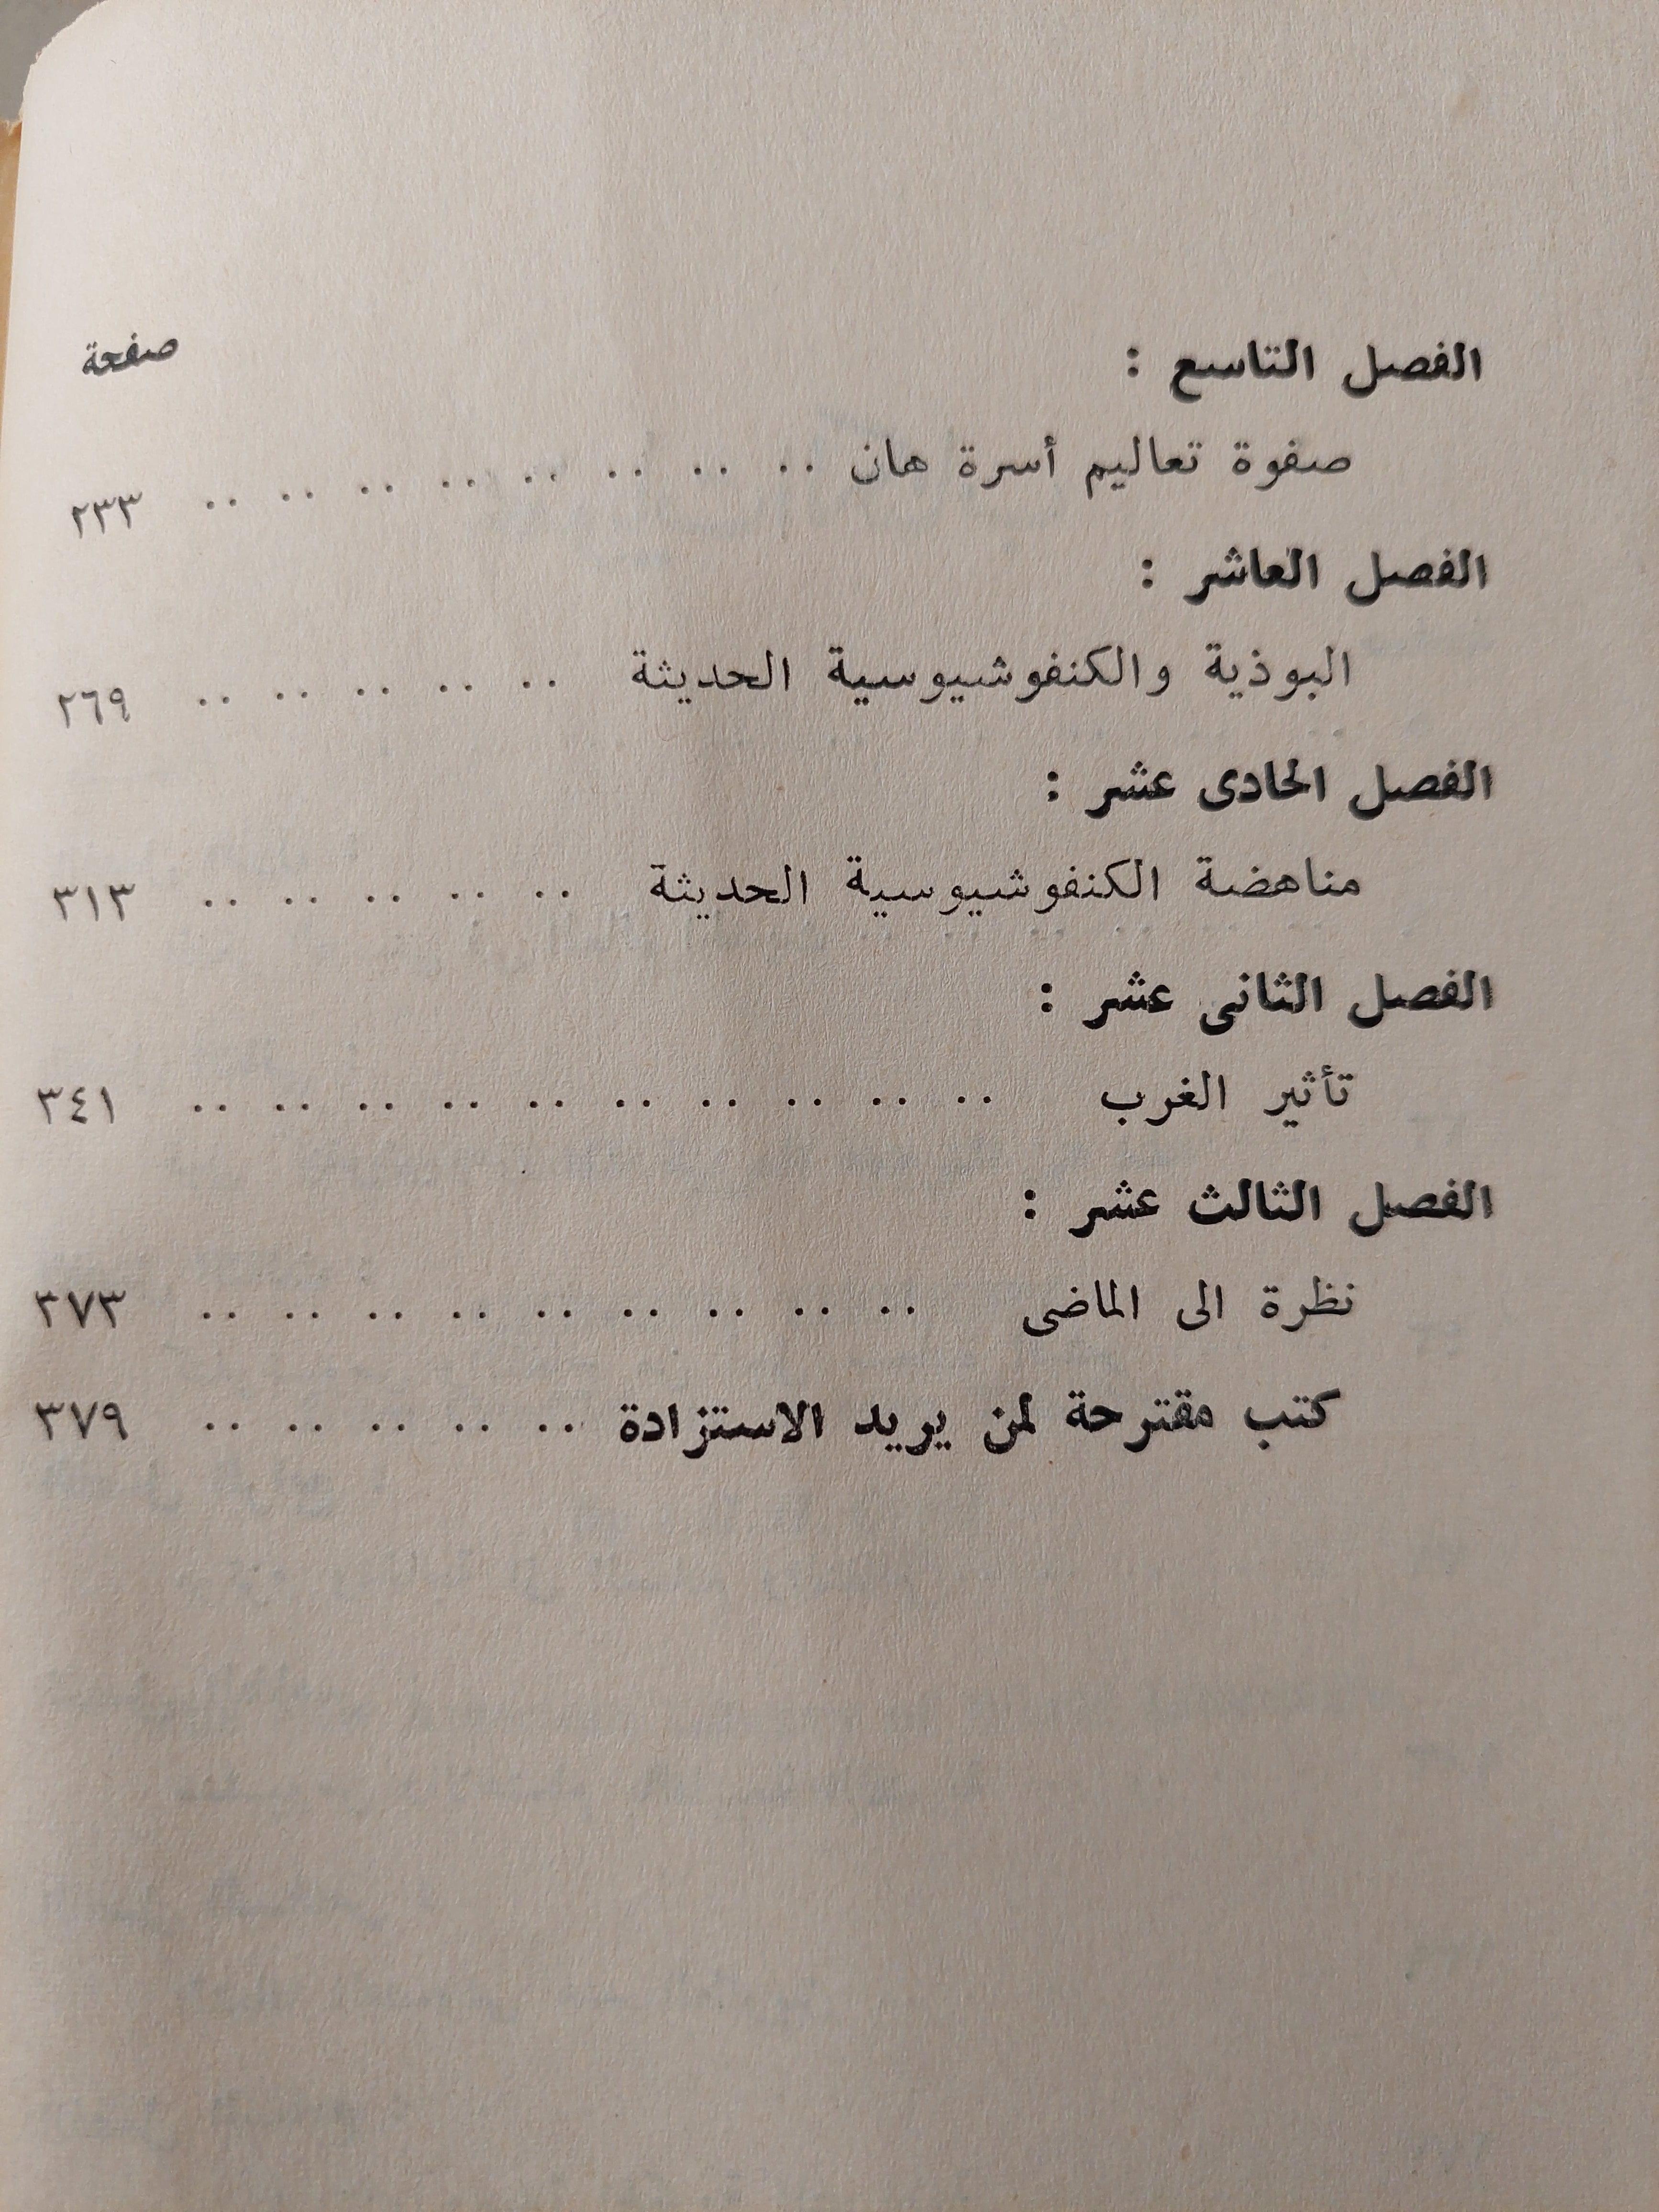 صفحة
الفصل التاسع :
صفوة تعاليم أسرة هان .. .. .. .. .. .. .. .. ٢٣٣
الفصل العاشر :
البوذية والكنفوشيوسية الحديثة .. .. .. .. .. ٢٦٩
الفصل الحادى عشر :
مناهضة الكنفوشيوسية الحديثة .. .. .. .. .. ٣١٣
الفصل الثانى عشر :
تأثير الغرب .. .. .. .. .. .. .. .. .. .. ٣٤١
الفصل الثالث عشر :
نظرة الى الماضى .. .. .. .. .. .. .. .. .. ٣٧٣
كتب مقترحة لمن يريد الاستزادة .. .. .. .. .. ٣٧٩